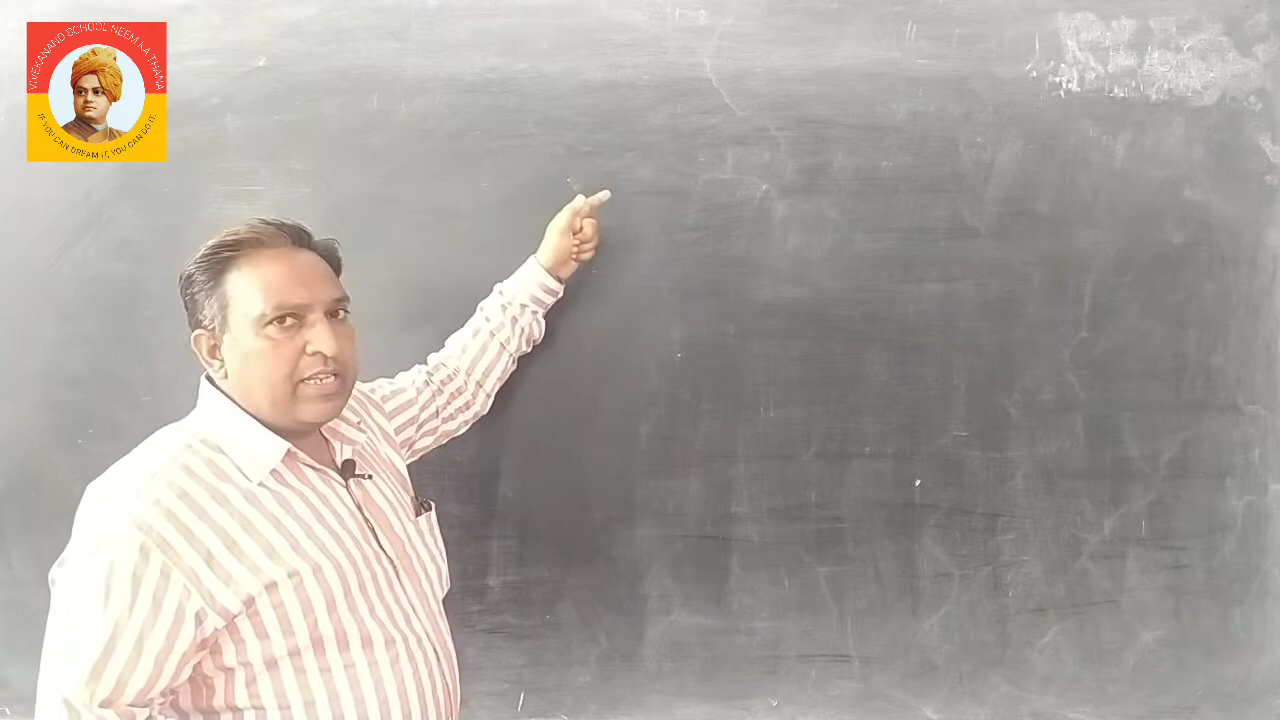 VIVEKANAND SCHOOL NEEM KA THANA
IF YOU CAN DREAM IT, YOU CAN DO IT.